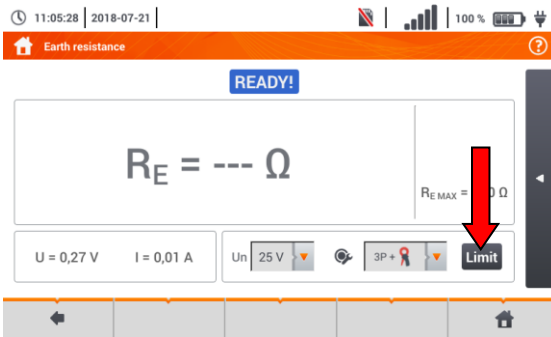 11:05:28 2018-07-21 100 %
Earth resistance ?
READY!
RE = --- Ω
RE MAX = 0 Ω
U = 0,27 V I = 0,01 A Un 25 V 3P + Limit